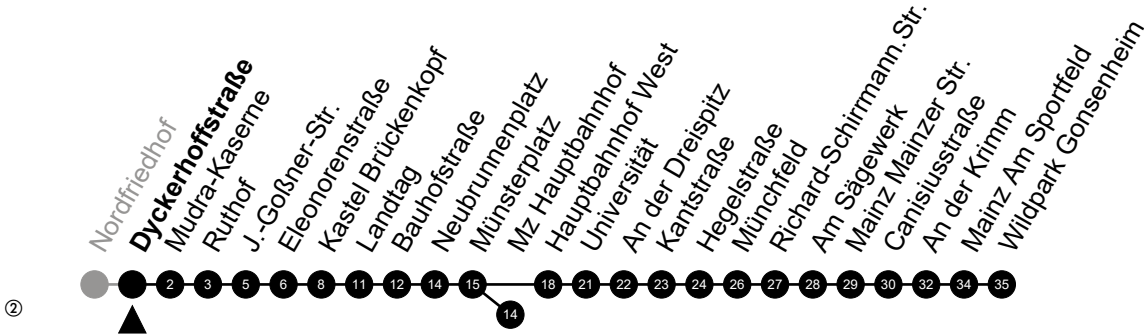 Nordfriedhof
Dyckerhoffstraße
Mudra-Kaserne
Ruthof
J.-Goßner-Str.
Eleonorenstraße
Kastel Brückenkopf
Landtag
Bauhofstraße
Neubrunnenplatz
Münsterplatz
Mz Hauptbahnhof
Hauptbahnhof West
Universität
An der Dreispitz
Kantstraße
Hegelstraße
Münchfeld
Richard-Schirrmann.Str.
Am Sägewerk
Mainz Mainzer Str.
Canisiusstraße
An der Krimm
Mainz Am Sportfeld
Wildpark Gonsenheim
2 3 5 6 8 11 12 14 15 18 21 22 23 24 26 27 28 29 30 32 34 35
14
②